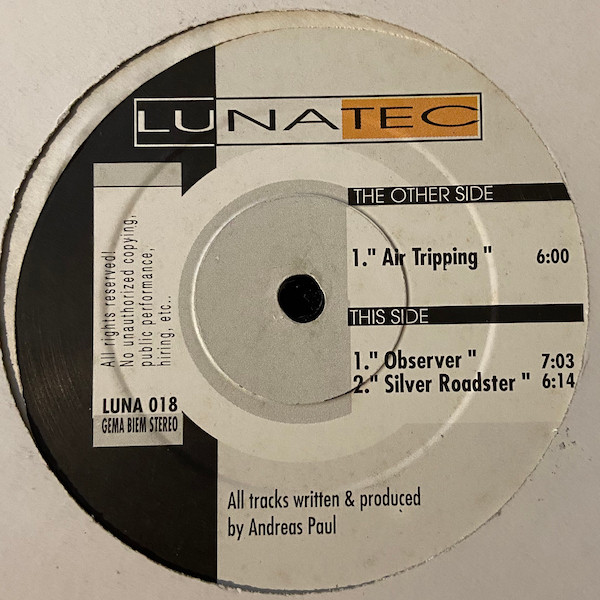 LUNATEC
THE OTHER SIDE
1." Air Tripping " 6:00
THIS SIDE
1." Observer " 7:03
2." Silver Roadster " 6:14
All rights reserved!
No unauthorized copying,
public performance,
hiring, etc..
LUNA 018
GEMA BIEM STEREO
All tracks written & produced
by Andreas Paul